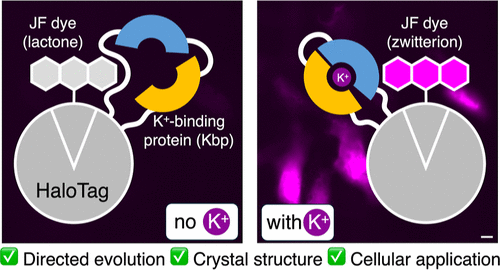 JF dye
(lactone)
K⁺-binding
protein (Kbp)
HaloTag
no K⁺
JF dye
(zwitterion)
K⁺
with K⁺
✅ Directed evolution ✅ Crystal structure ✅ Cellular application